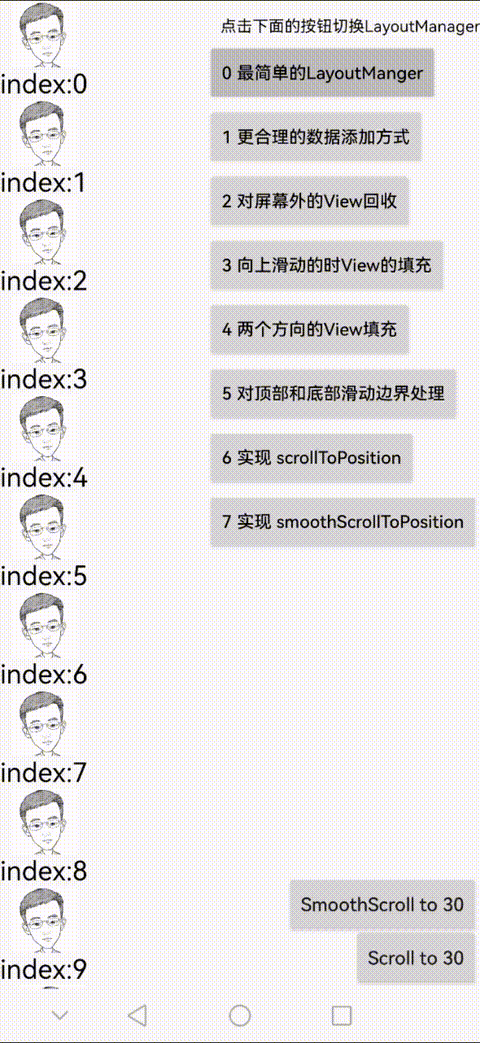 点击下面的按钮切换LayoutManager
0 最简单的LayoutManger
1 更合理的数据添加方式
2 对屏幕外的View回收
3 向上滑动的时View的填充
4 两个方向的View填充
5 对顶部和底部滑动边界处理
6 实现 scrollToPosition
7 实现 smoothScrollToPosition
index:0
index:1
index:2
index:3
index:4
index:5
index:6
index:7
index:8
index:9
SmoothScroll to 30
Scroll to 30